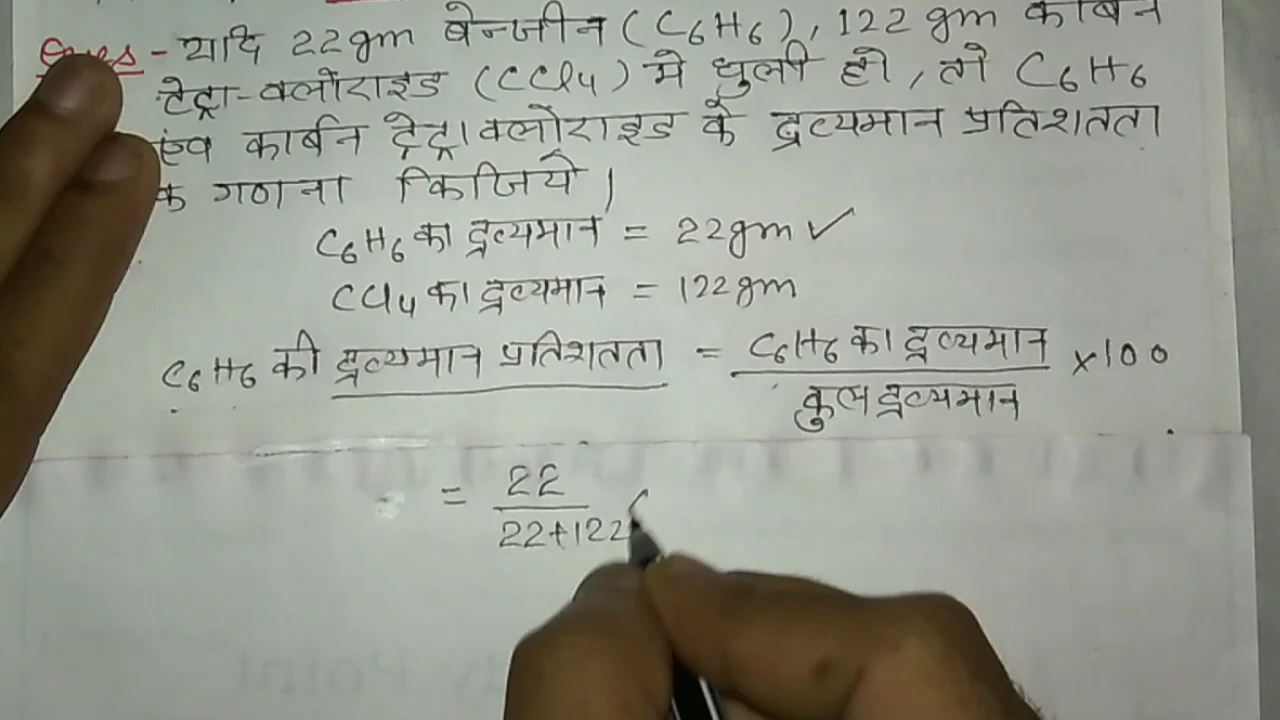 Ques - यदि 22gm बेन्जीन (C6H6), 122 gm कार्बन
टेट्रा-क्लोराइड (CCl4) मे घुली हो, तो C6H6
एंव कार्बन ट्रेट्राक्लोराइड के द्रव्यमान प्रतिशतता
क गणना किजिये |
C6H6 का द्रव्यमान = 22gm ✓
CCl4 का द्रव्यमान = 122gm
C6H6 की द्रव्यमान प्रतिशतता = C6H6 का द्रव्यमान / कुल द्रव्यमान ×100
= 22 / 22+122